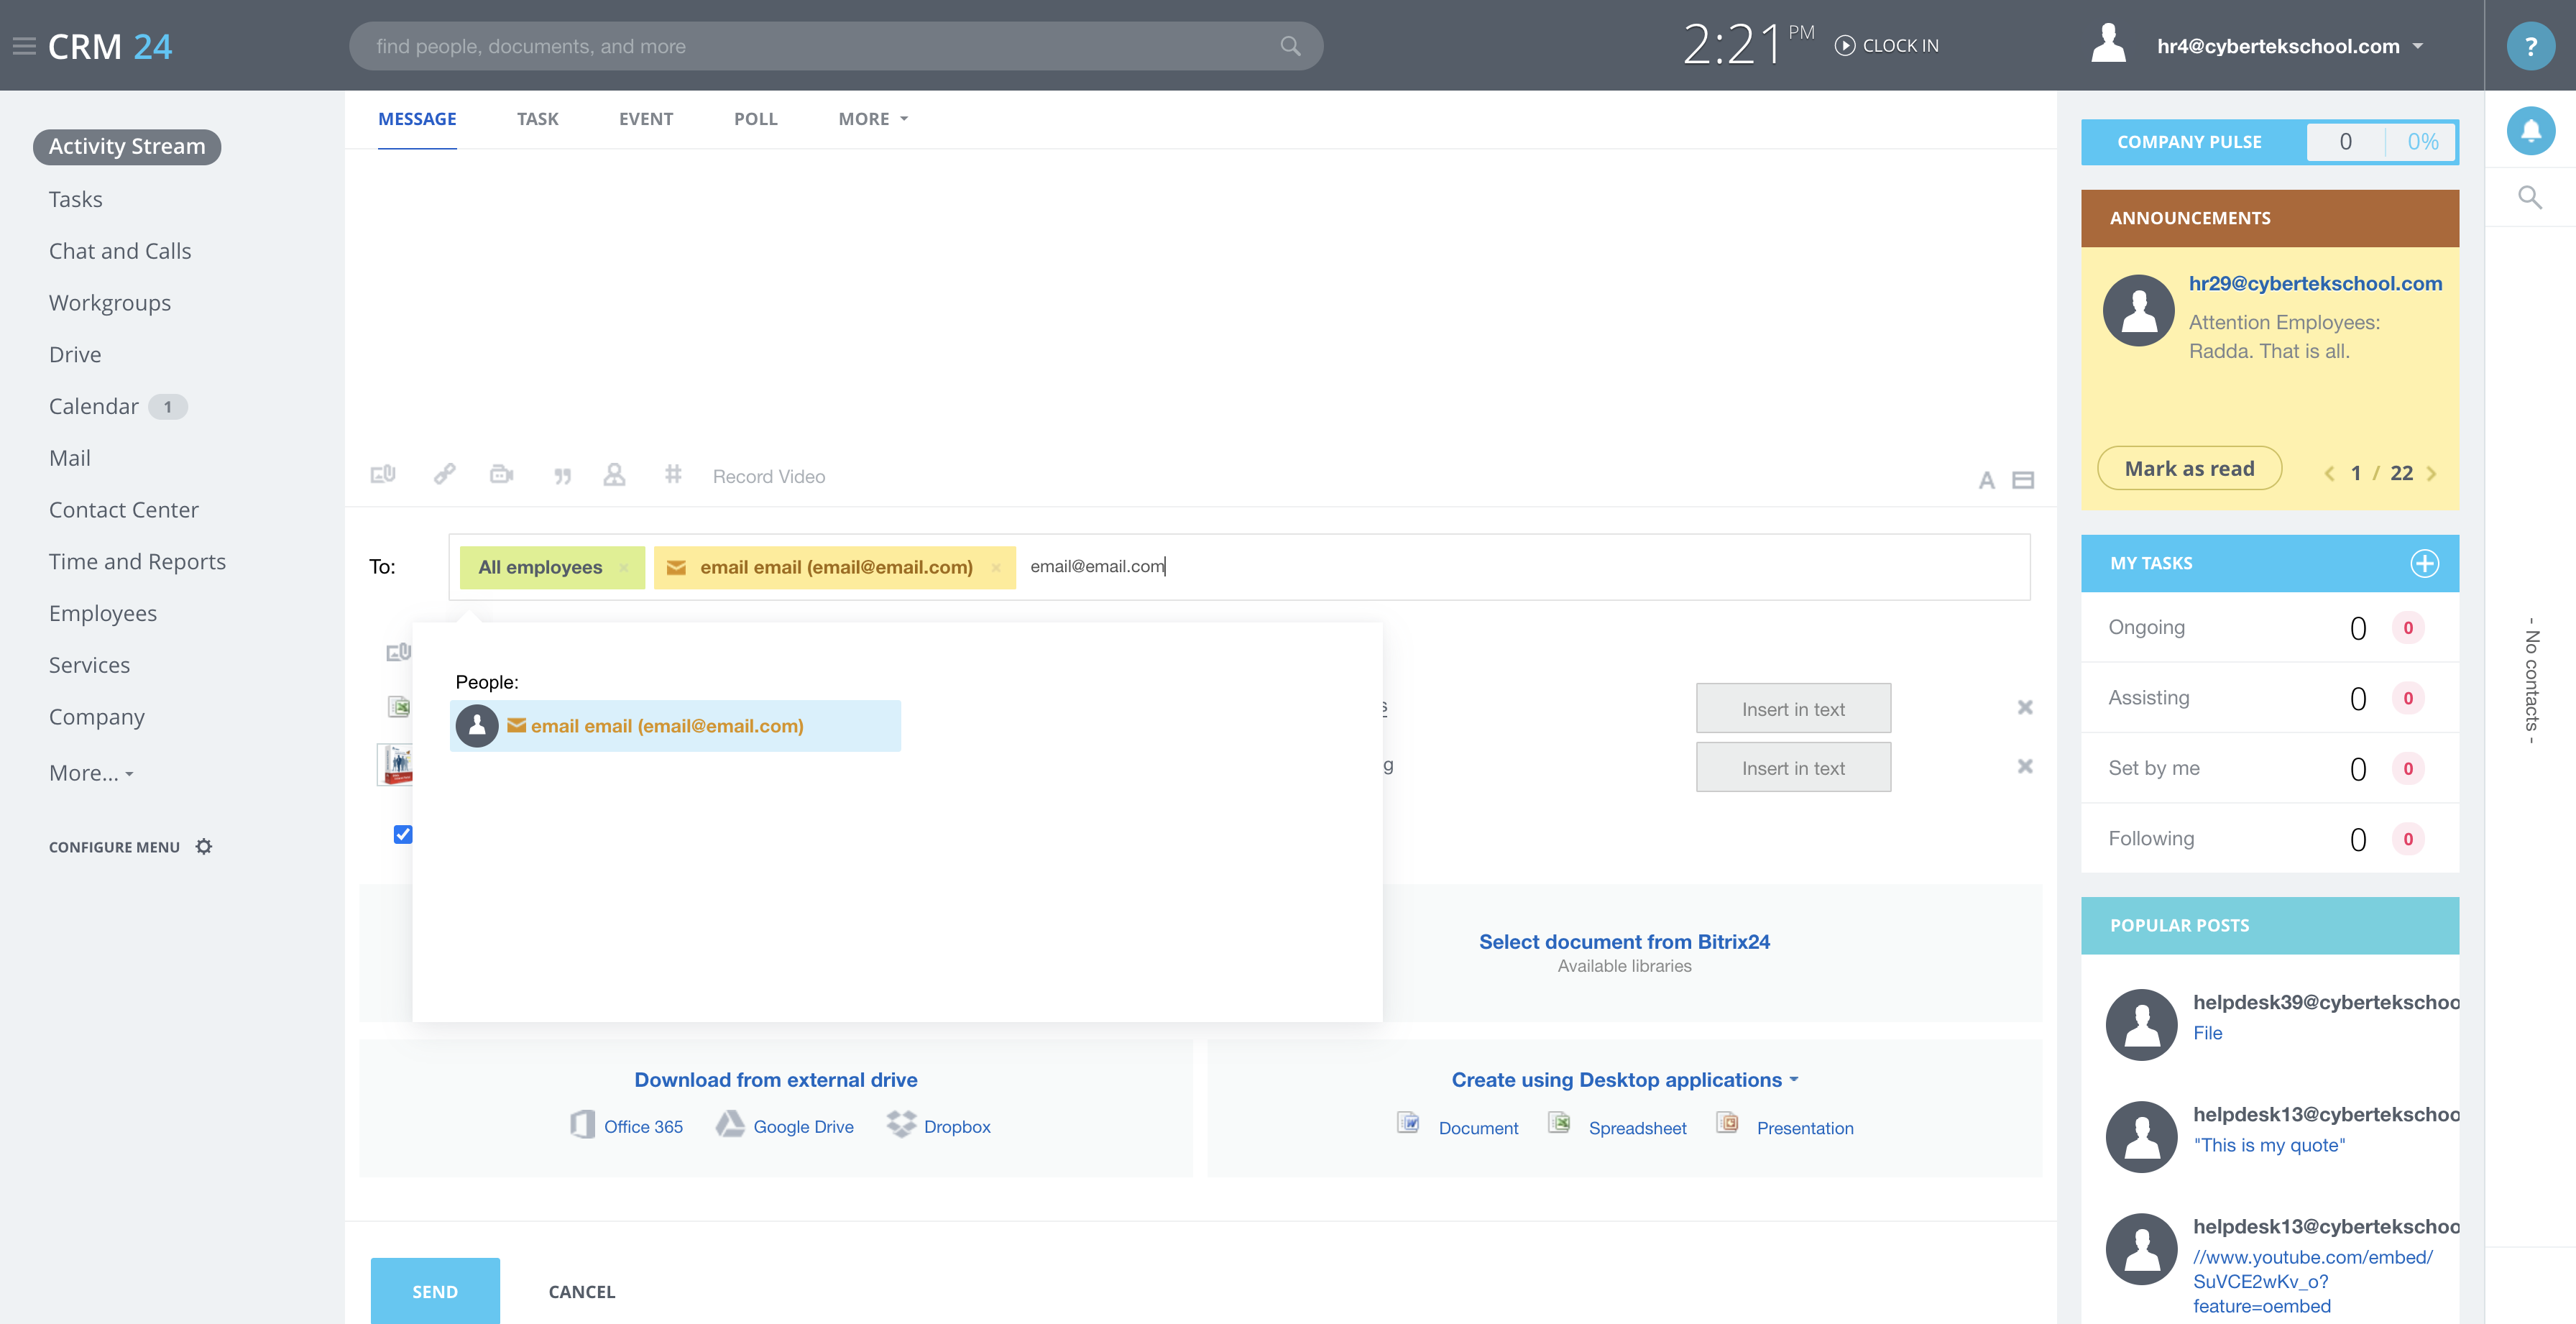 CRM 24
find people, documents, and more
2:21 PM
CLOCK IN
hr4@cybertekschool.com
?
Activity Stream
Tasks
Chat and Calls
Workgroups
Drive
Calendar 1
Mail
Contact Center
Time and Reports
Employees
Services
Company
More...
CONFIGURE MENU
MESSAGE TASK EVENT POLL MORE
Record Video
A
To:
All employees
email email (email@email.com)
email@email.com
People:
email email (email@email.com)
s
Insert in text
g
Insert in text
Select document from Bitrix24
Available libraries
Download from external drive
Office 365 Google Drive Dropbox
Create using Desktop applications
Document Spreadsheet Presentation
SEND CANCEL
COMPANY PULSE 0 0%
ANNOUNCEMENTS
hr29@cybertekschool.com
Attention Employees:
Radda. That is all.
Mark as read
1 / 22
MY TASKS
Ongoing 0 0
Assisting 0 0
Set by me 0 0
Following 0 0
POPULAR POSTS
helpdesk39@cybertekschoo
File
helpdesk13@cybertekschoo
"This is my quote"
helpdesk13@cybertekschoo
//www.youtube.com/embed/
SuVCE2wKv_o?
feature=oembed
- No contacts -